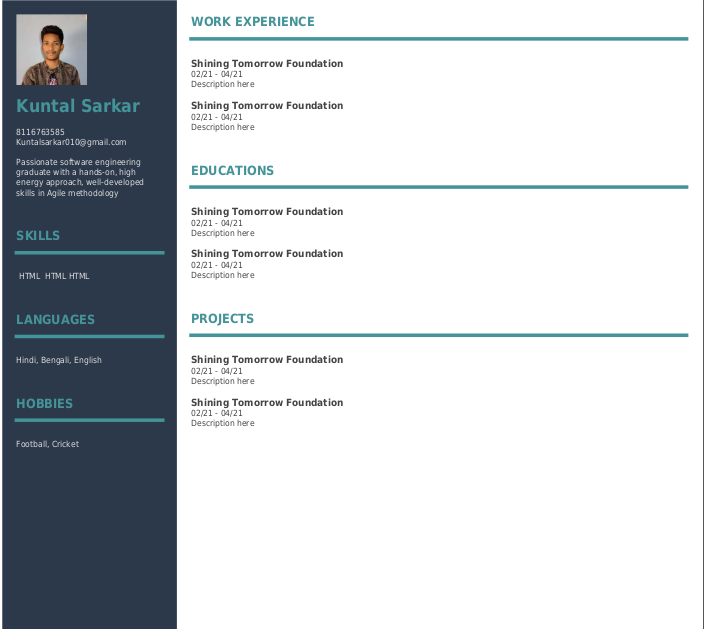 Kuntal Sarkar
8116763585
Kuntalsarkar010@gmail.com
Passionate software engineering
graduate with a hands-on, high
energy approach, well-developed
skills in Agile methodology
SKILLS
HTML HTML HTML
LANGUAGES
Hindi, Bengali, English
HOBBIES
Football, Cricket
WORK EXPERIENCE
Shining Tomorrow Foundation
02/21 - 04/21
Description here
Shining Tomorrow Foundation
02/21 - 04/21
Description here
EDUCATIONS
Shining Tomorrow Foundation
02/21 - 04/21
Description here
Shining Tomorrow Foundation
02/21 - 04/21
Description here
PROJECTS
Shining Tomorrow Foundation
02/21 - 04/21
Description here
Shining Tomorrow Foundation
02/21 - 04/21
Description here